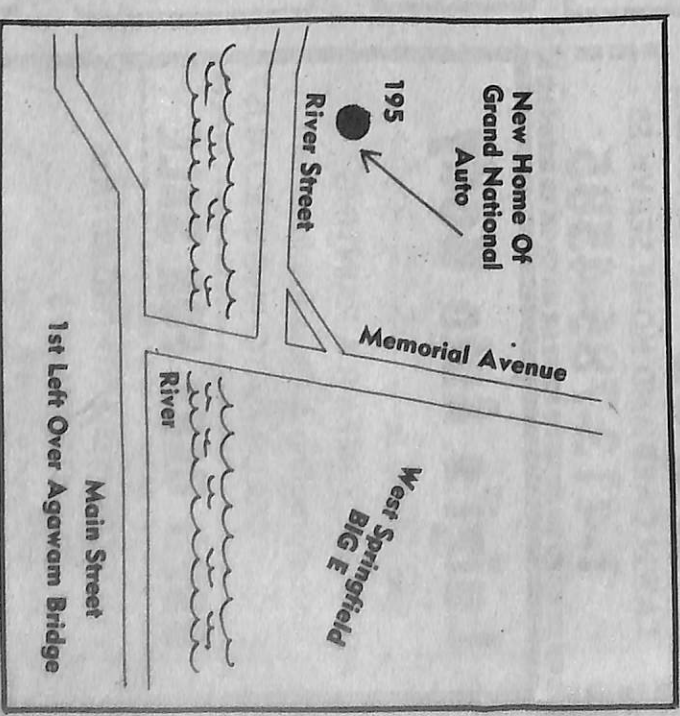 New Home Of
Grand National
Auto
195
River Street
Memorial Avenue
West Springfield
BIG E
River
Main Street
1st Left Over Agawam Bridge